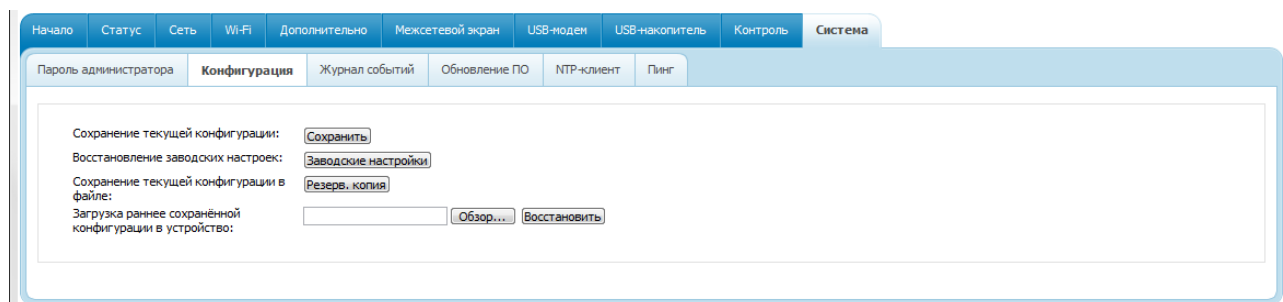 Начало Статус Сеть Wi-Fi Дополнительно Межсетевой экран USB-модем USB-накопитель Контроль Система
Пароль администратора Конфигурация Журнал событий Обновление ПО NTP-клиент Пинг
Сохранение текущей конфигурации: Сохранить
Восстановление заводских настроек: Заводские настройки
Сохранение текущей конфигурации в
файле: Резерв. копия
Загрузка раннее сохранённой
конфигурации в устройство: Обзор... Восстановить